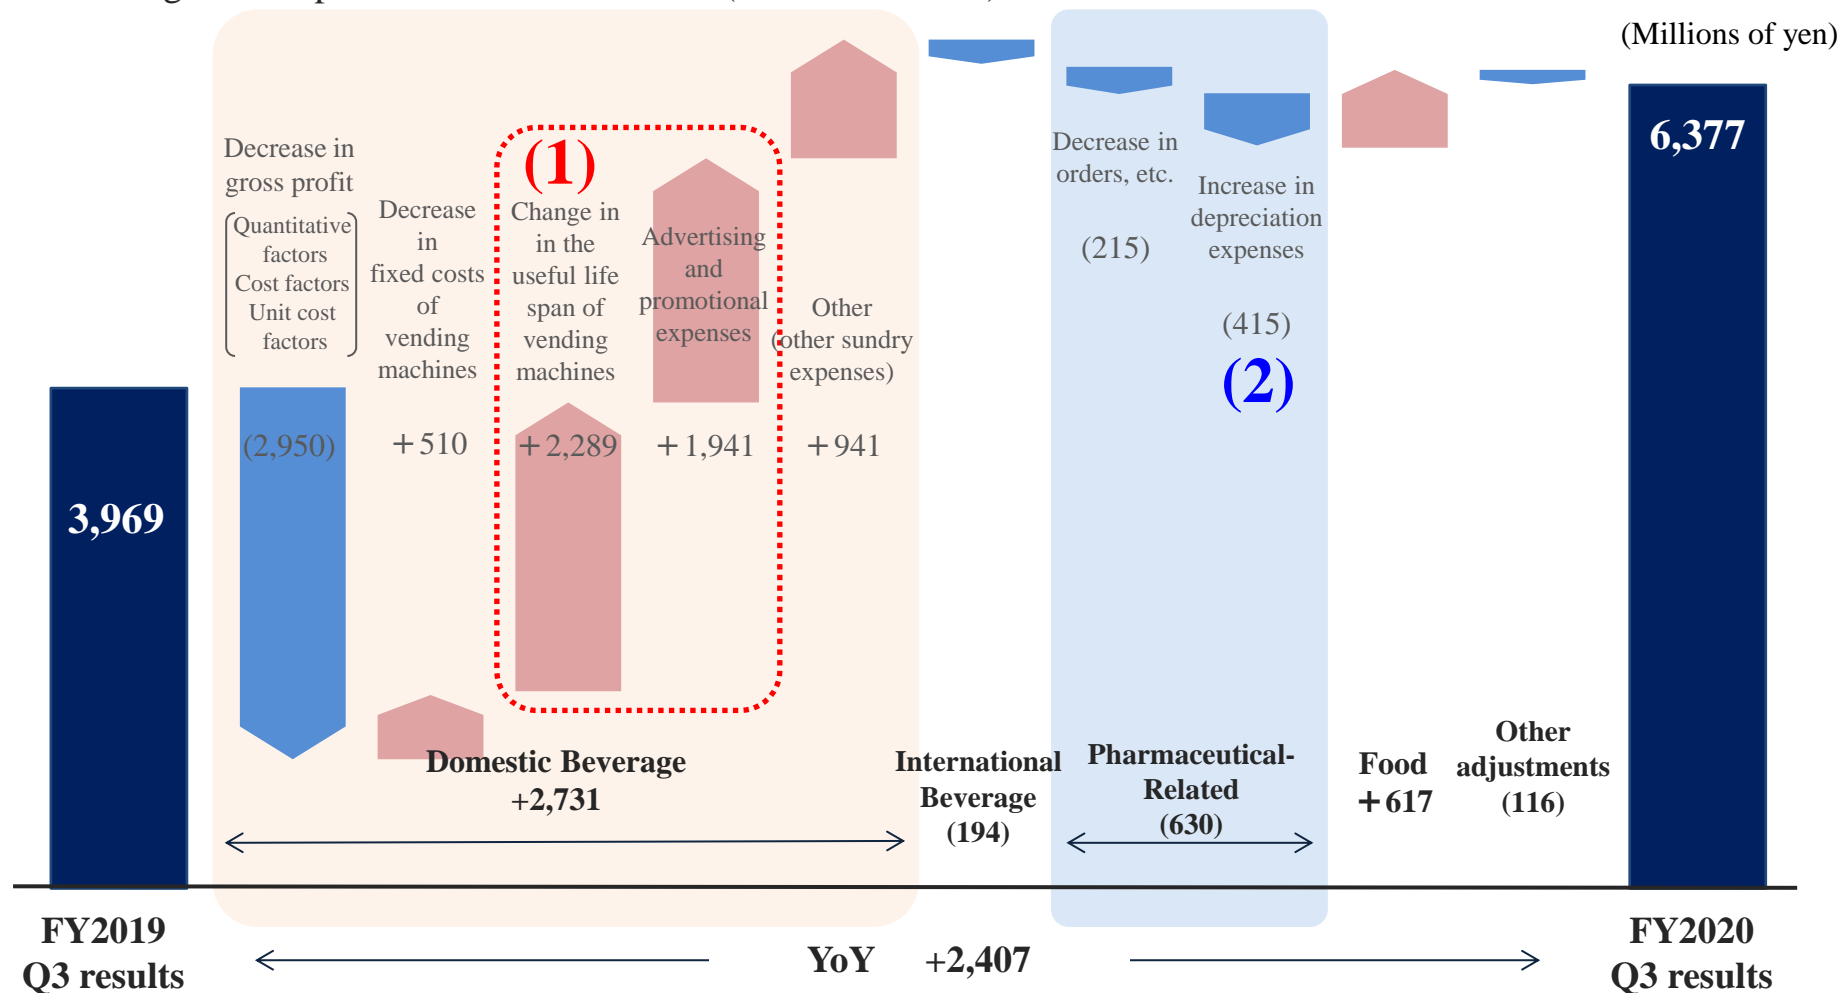 (Millions of yen)
Decrease in
gross profit
Quantitative
factors
Cost factors
Unit cost
factors
(2,950)
Decrease
in
fixed costs
of
vending
machines
+510
(1)
Change in
in the
useful life
span of
vending
machines
+2,289
Advertising
and
promotional
expenses
+1,941
Other
(other sundry
expenses)
+941
Decrease in
orders, etc.
(215)
Increase in
depreciation
expenses
(415)
(2)
3,969
6,377
Domestic Beverage
+2,731
International
Beverage
(194)
Pharmaceutical-
Related
(630)
Food
+617
Other
adjustments
(116)
FY2019
Q3 results
YoY +2,407
FY2020
Q3 results